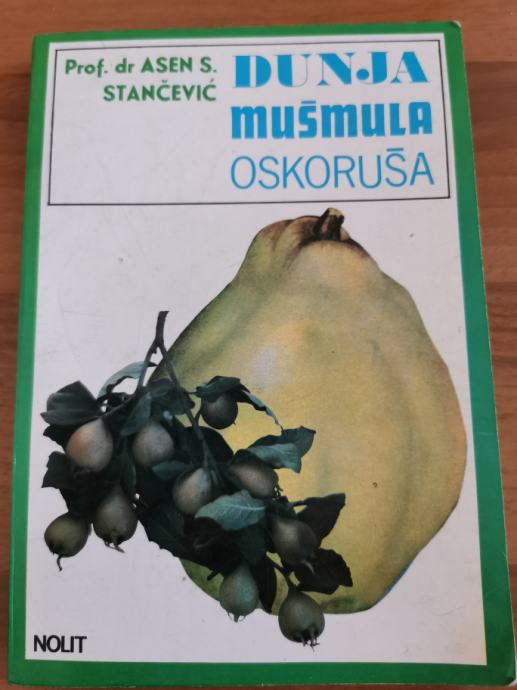 Prof. dr ASEN S.
STANČEVIĆ
DUNJA
MUŠMULA
OSKORUŠA
NOLIT